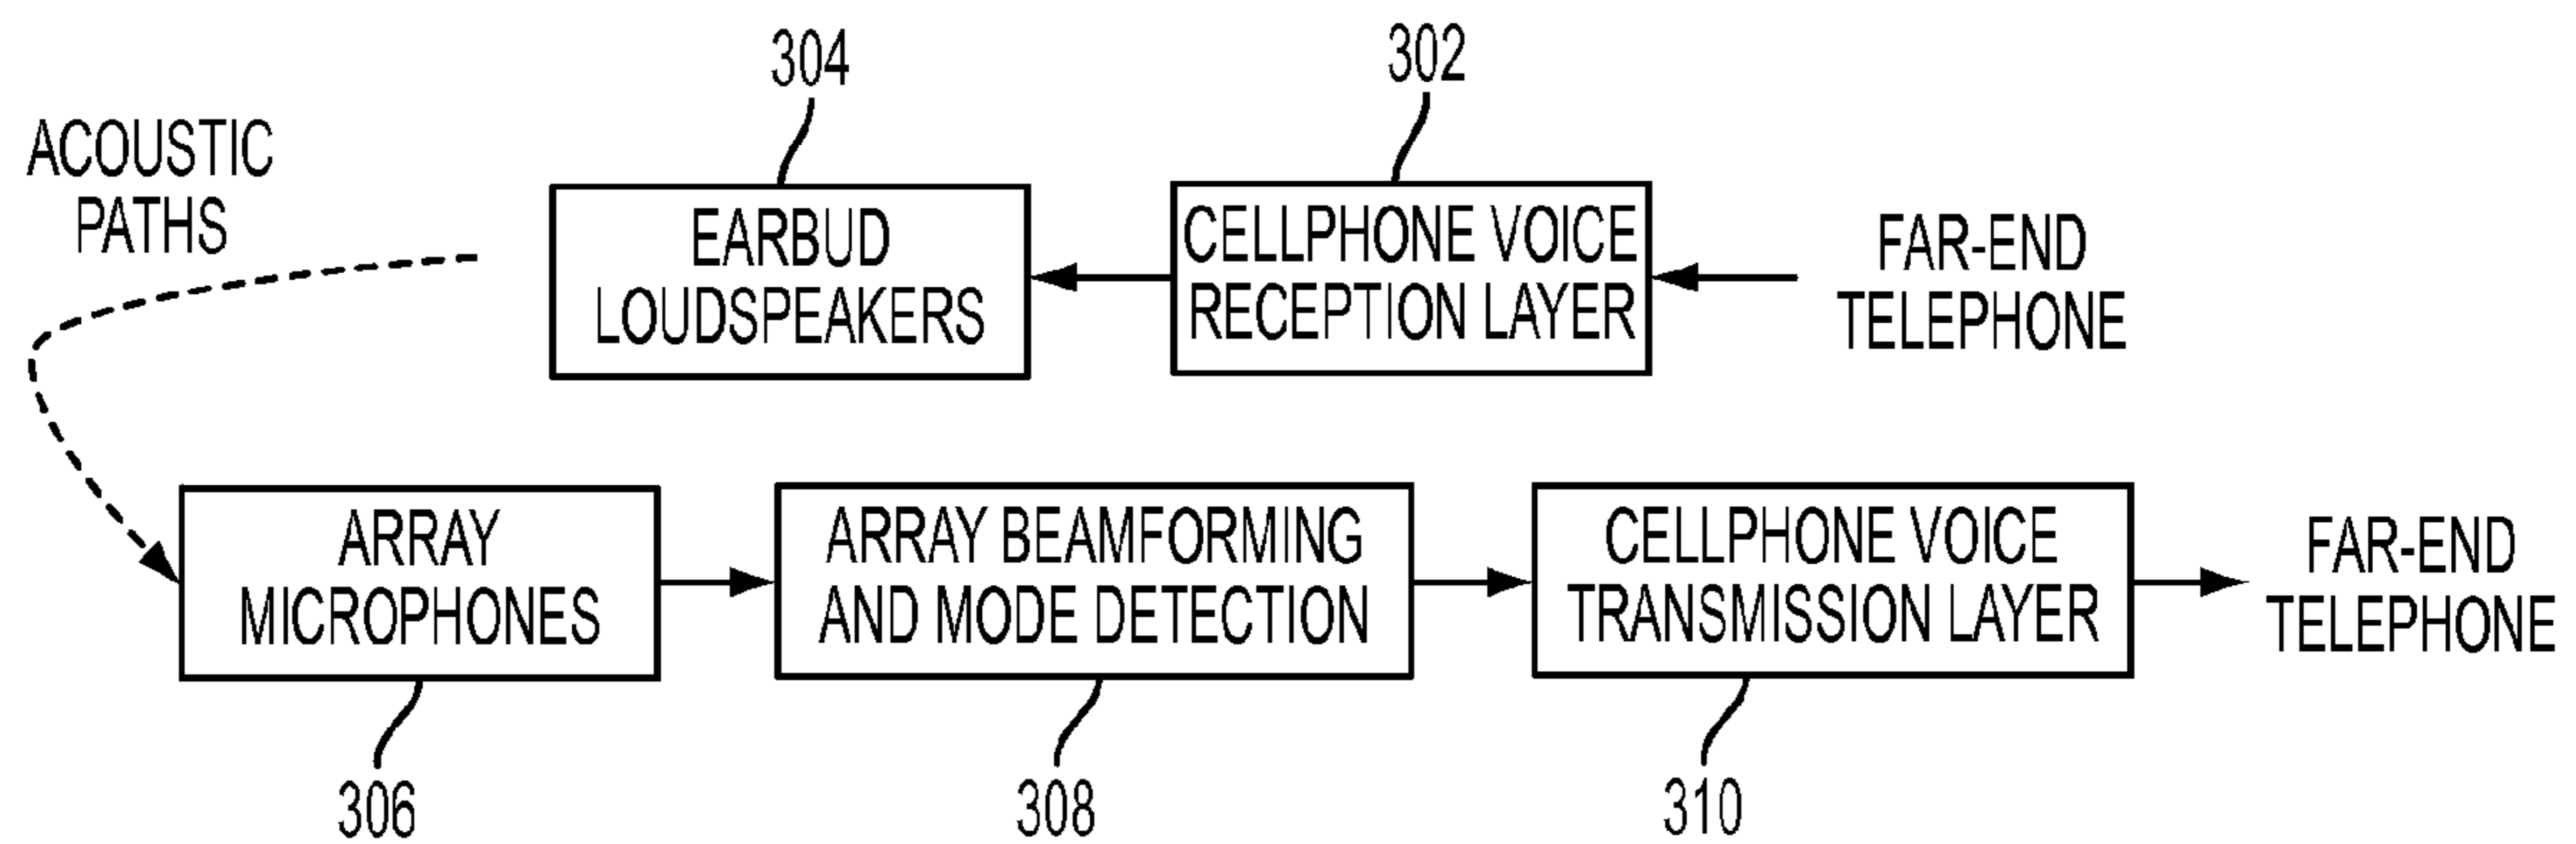 304
302
ACOUSTIC
PATHS
EARBUD
LOUDSPEAKERS
CELLPHONE VOICE
RECEPTION LAYER
FAR-END
TELEPHONE
ARRAY
MICROPHONES
ARRAY BEAMFORMING
AND MODE DETECTION
CELLPHONE VOICE
TRANSMISSION LAYER
FAR-END
TELEPHONE
306
308
310